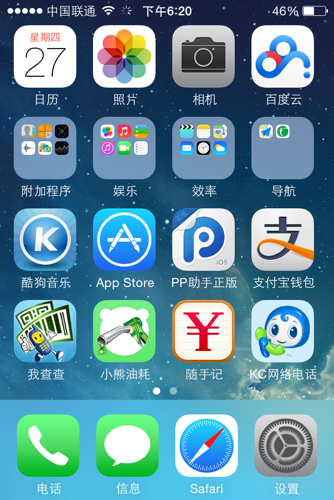 中国联通 下午6:20 46%
星期四
27
日历 照片 相机 百度云
附加程序 娱乐 效率 导航
K 正版 iOS 支
酷狗音乐 App Store PP助手正版 支付宝钱包
¥
我查查 小熊油耗 随手记 KC网络电话
电话 信息 Safari 设置